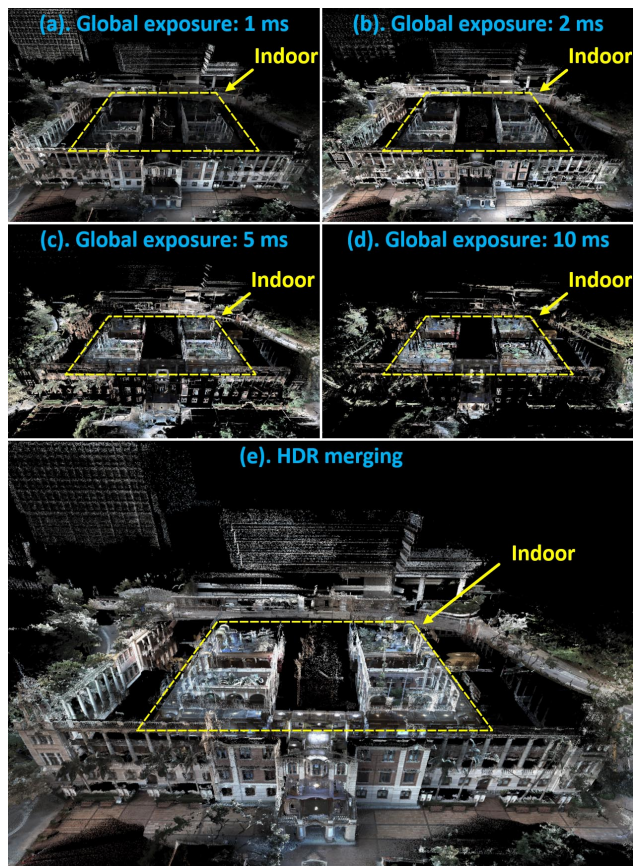 (a). Global exposure: 1 ms
Indoor
(b). Global exposure: 2 ms
Indoor
(c). Global exposure: 5 ms
Indoor
(d). Global exposure: 10 ms
Indoor
(e). HDR merging
Indoor